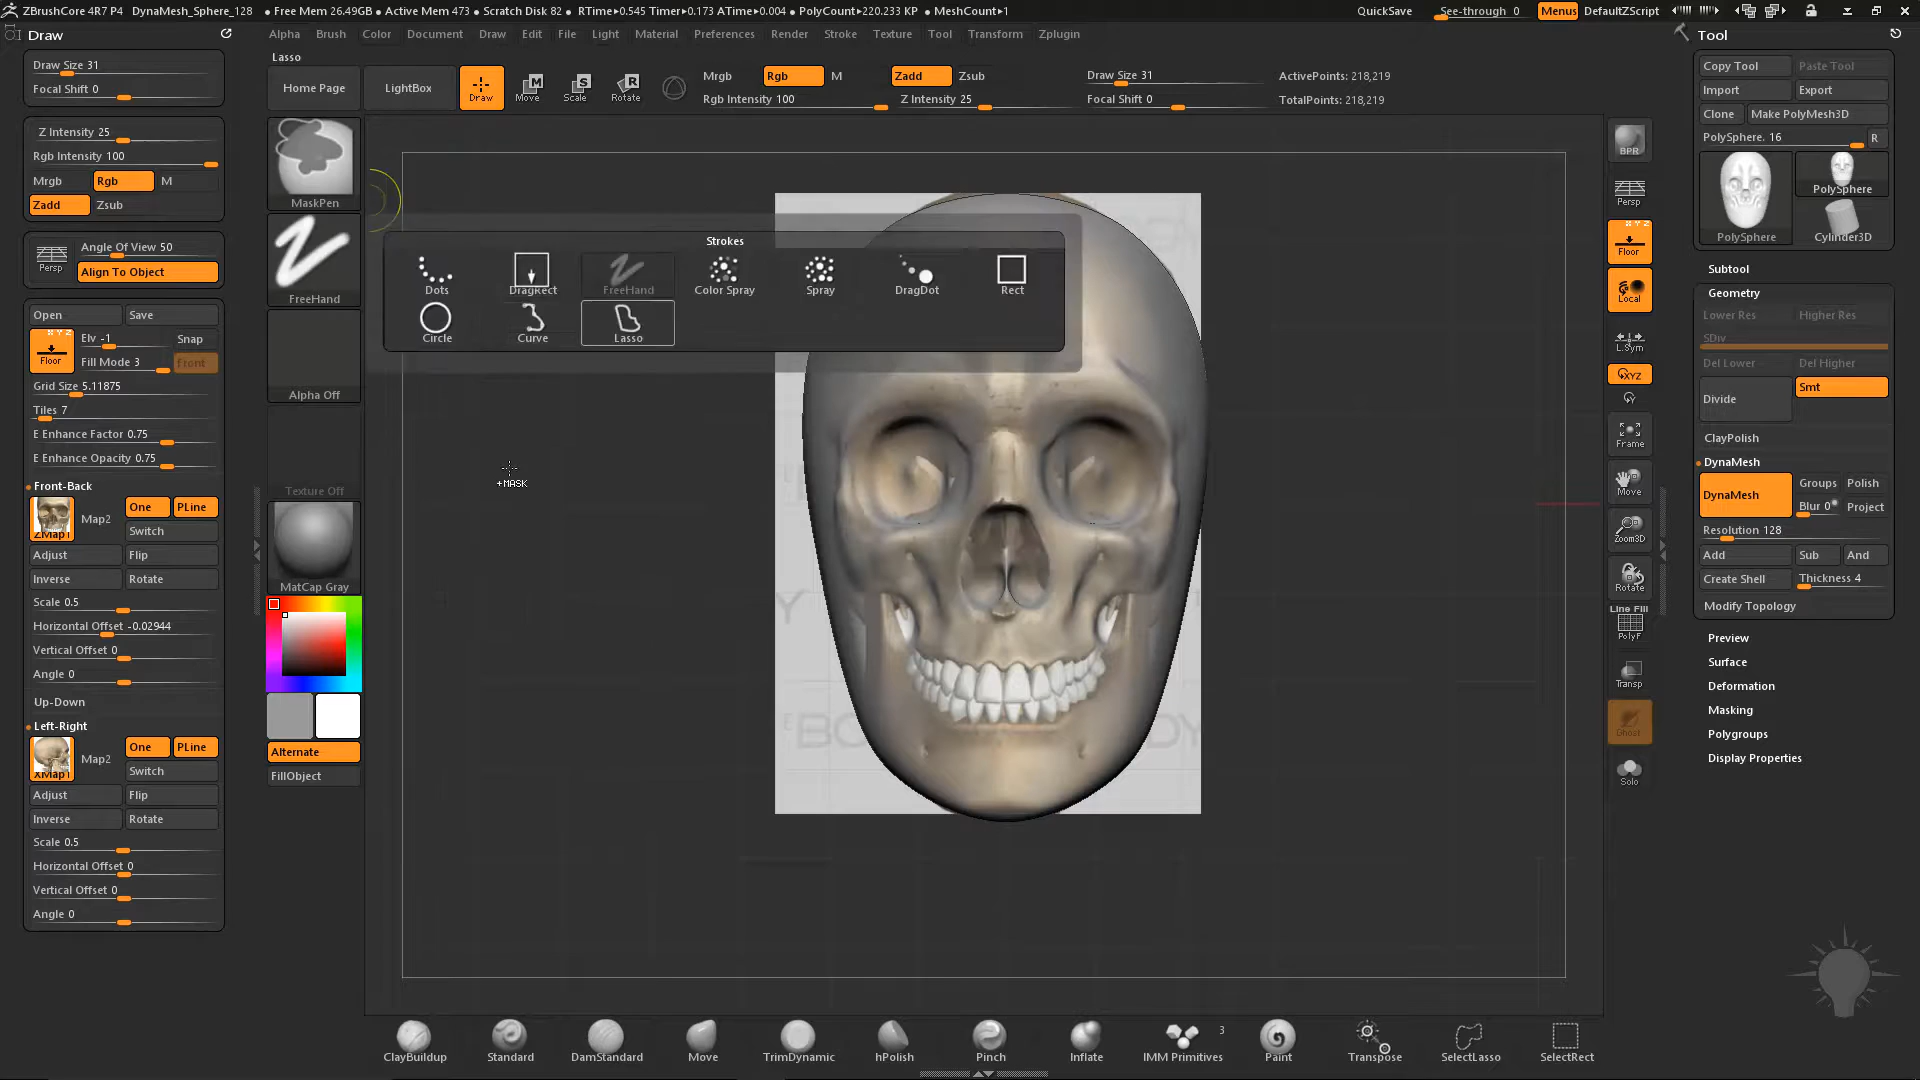 ZBrushCore 4R7 P4 DynaMesh_Sphere_128 ● Free Mem 26.49GB ● Active Mem 473 ● Scratch Disk 82 ● RTime▸0.545 Timer▸0.173 ATime▸0.004 ● PolyCount▸220.233 KP ● MeshCount▸1
QuickSave See-through 0 Menus DefaultZScript
Draw
Alpha Brush Color Document Draw Edit File Light Material Preferences Render Stroke Texture Tool Transform Zplugin
Tool
Lasso
Draw Size 31
Focal Shift 0
Z Intensity 25
Rgb Intensity 100
Mrgb Rgb M
Zadd Zsub
Persp
Angle Of View 50
Align To Object
Open Save
X Y Z
Floor
Elv -1 Snap
Fill Mode 3 Front
Grid Size 5.11875
Tiles 7
E Enhance Factor 0.75
E Enhance Opacity 0.75
Front-Back
ZMap1 Map2 One PLine
Switch
Adjust Flip
Inverse Rotate
Scale 0.5
Horizontal Offset -0.02944
Vertical Offset 0
Angle 0
Up-Down
Left-Right
XMap1 Map2 One PLine
Switch
Adjust Flip
Inverse Rotate
Scale 0.5
Horizontal Offset 0
Vertical Offset 0
Angle 0
Home Page LightBox Draw Move Scale Rotate
M S R
Mrgb Rgb M
Rgb Intensity 100
Zadd Zsub
Z Intensity 25
Draw Size 31
Focal Shift 0
ActivePoints: 218,219
TotalPoints: 218,219
MaskPen
FreeHand
Alpha Off
Texture Off
MatCap Gray
Alternate
FillObject
Strokes
Dots DragRect FreeHand Color Spray Spray DragDot Rect
Circle Curve Lasso
+MASK
BPR
Persp
X Y Z
Floor
Local
L.Sym
XYZ
Y
Frame
Move
Zoom3D
Rotate
Line Fill
PolyF
Transp
Ghost
Solo
Copy Tool Paste Tool
Import Export
Clone Make PolyMesh3D
PolySphere. 16 R
PolySphere PolySphere
Cylinder3D
Subtool
Geometry
Lower Res Higher Res
SDiv
Del Lower Del Higher
Divide Smt
ClayPolish
DynaMesh
DynaMesh Groups Polish
Blur 0 Project
Resolution 128
Add Sub And
Create Shell Thickness 4
Modify Topology
Preview
Surface
Deformation
Masking
Polygroups
Display Properties
ClayBuildup Standard DamStandard Move TrimDynamic hPolish Pinch Inflate IMM Primitives 3 Paint Transpose SelectLasso SelectRect